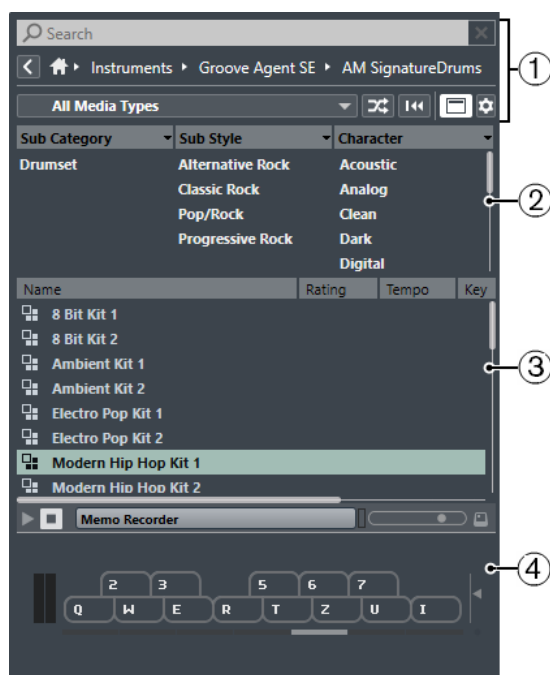 Search
Instruments Groove Agent SE AM SignatureDrums
1
All Media Types
Sub Category Sub Style Character
Drumset Alternative Rock Acoustic
Classic Rock Analog
2
Pop/Rock Clean
Progressive Rock Dark
Digital
Name Rating Tempo Key
8 Bit Kit 1
8 Bit Kit 2
Ambient Kit 1
3
Ambient Kit 2
Electro Pop Kit 1
Electro Pop Kit 2
Modern Hip Hop Kit 1
Modern Hip Hop Kit 2
Memo Recorder
4
2 3 5 6 7
Q W E R T Z U I